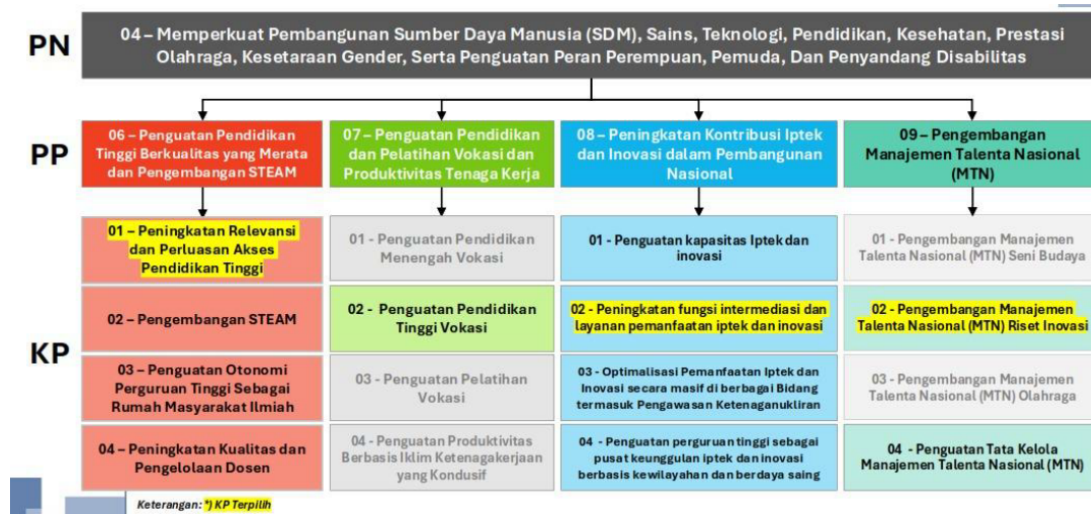 PN
04 – Memperkuat Pembangunan Sumber Daya Manusia (SDM), Sains, Teknologi, Pendidikan, Kesehatan, Prestasi
Olahraga, Kesetaraan Gender, Serta Penguatan Peran Perempuan, Pemuda, Dan Penyandang Disabilitas
PP
06 – Penguatan Pendidikan
Tinggi Berkualitas yang Merata
dan Pengembangan STEAM
07 – Penguatan Pendidikan
dan Pelatihan Vokasi dan
Produktivitas Tenaga Kerja
08 – Peningkatan Kontribusi Iptek
dan Inovasi dalam Pembangunan
Nasional
09 – Pengembangan
Manajemen Talenta Nasional
(MTN)
KP
01 – Peningkatan Relevansi
dan Perluasan Akses
Pendidikan Tinggi
01 - Penguatan Pendidikan
Menengah Vokasi
01 - Penguatan kapasitas Iptek dan
inovasi
01 - Pengembangan Manajemen
Talenta Nasional (MTN) Seni Budaya
02 – Pengembangan STEAM
02 - Penguatan Pendidikan
Tinggi Vokasi
02 - Peningkatan fungsi intermediasi dan
layanan pemanfaatan iptek dan inovasi
02 - Pengembangan Manajemen
Talenta Nasional (MTN) Riset Inovasi
03 – Penguatan Otonomi
Perguruan Tinggi Sebagai
Rumah Masyarakat Ilmiah
03 - Penguatan Pelatihan
Vokasi
03 - Optimalisasi Pemanfaatan Iptek dan
Inovasi secara masif di berbagai Bidang
termasuk Pengawasan Ketenaganukliran
03 - Pengembangan Manajemen
Talenta Nasional (MTN) Olahraga
04 – Peningkatan Kualitas dan
Pengelolaan Dosen
04 - Penguatan Produktivitas
Berbasis Iklim Ketenagakerjaan
yang Kondusif
04 - Penguatan perguruan tinggi sebagai
pusat keunggulan iptek dan inovasi
berbasis kewilayahan dan berdaya saing
04 - Penguatan Tata Kelola
Manajemen Talenta Nasional (MTN)
Keterangan: *) KP Terpilih